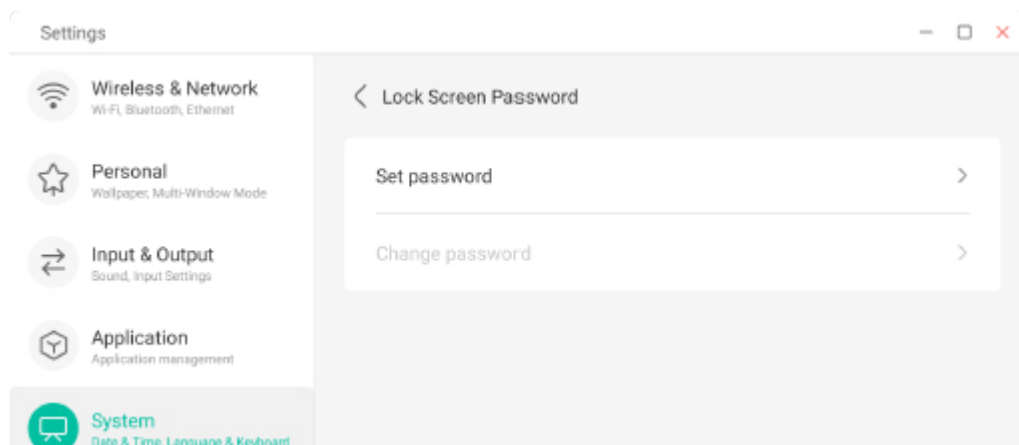 Settings
Wireless & Network
Wi-Fi, Bluetooth, Ethernet
Personal
Wallpaper, Multi-Window Mode
Input & Output
Sound, Input Settings
Application
Application management
System
Date & Time, Language & Keyboard
Lock Screen Password
Set password
Change password